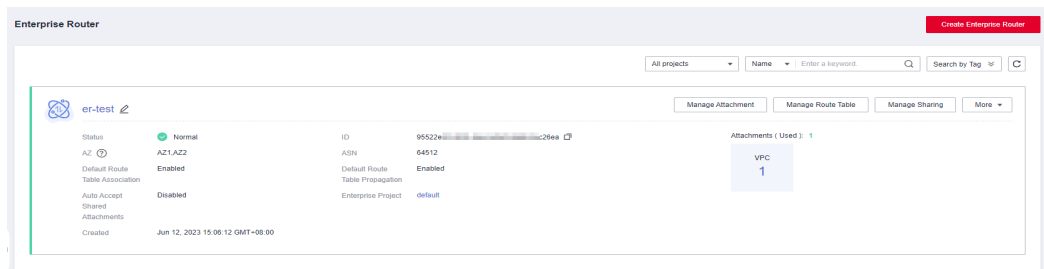 Enterprise Router
Create Enterprise Router
All projects
Name
Enter a keyword.
Search by Tag
er-test
Manage Attachment
Manage Route Table
Manage Sharing
More
Status
Normal
ID
95522e
c26ea
Attachments ( Used ): 1
AZ
AZ1,AZ2
ASN
64512
VPC
1
Default Route
Table Association
Enabled
Default Route
Table Propagation
Enabled
Auto Accept
Shared
Attachments
Disabled
Enterprise Project
default
Created
Jun 12, 2023 15:06:12 GMT+08:00